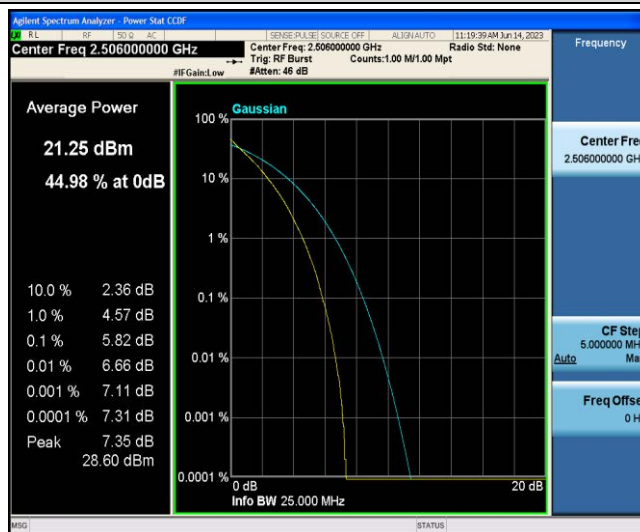 Agilent Spectrum Analyzer - Power Stat CCDF
RL RF 50 Ω AC SENSE:PULSE SOURCE OFF ALIGN AUTO 11:19:39 AM Jun 14, 2023
Center Freq 2.506000000 GHz
Center Freq: 2.506000000 GHz Radio Std: None
Trig: RF Burst Counts:1.00 M/1.00 Mpt
#IFGain:Low #Atten: 46 dB
Frequency
Average Power
21.25 dBm
44.98 % at 0dB
10.0 % 2.36 dB
1.0 % 4.57 dB
0.1 % 5.82 dB
0.01 % 6.66 dB
0.001 % 7.11 dB
0.0001 % 7.31 dB
Peak 7.35 dB
28.60 dBm
Gaussian
100 %
10 %
1 %
0.1 %
0.01 %
0.001 %
0.0001 %
0 dB 20 dB
Info BW 25.000 MHz
Center Fre
2.506000000 GH
CF Ste
5.000000 MH
Auto Ma
Freq Offse
0 H
MSG STATUS